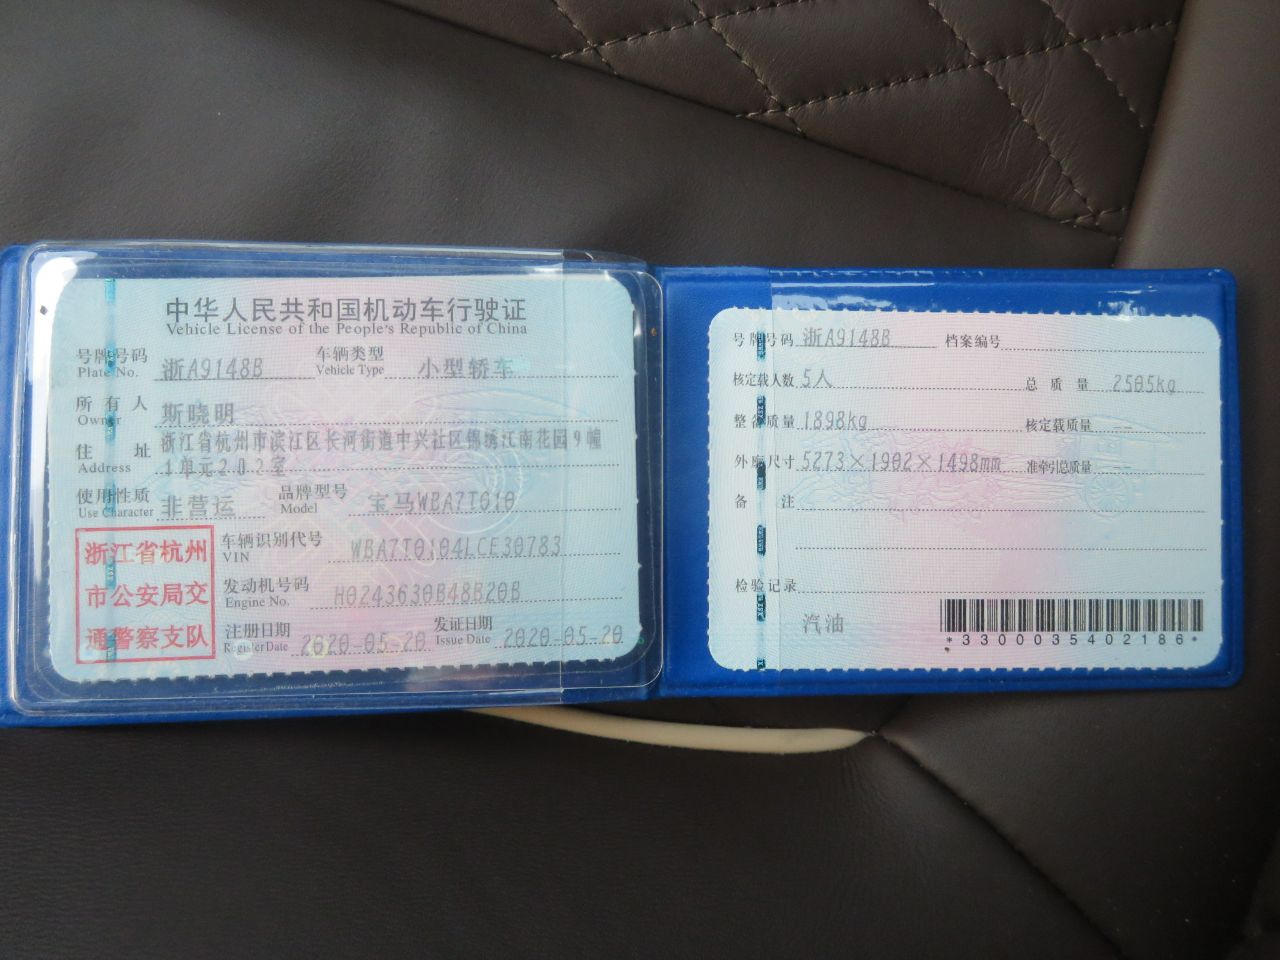 中华人民共和国机动车行驶证
Vehicle License of the People's Republic of China
号牌号码 浙A9148B 车辆类型 小型轿车
Plate No. Vehicle Type
所有人 斯晓明
Owner
住址 浙江省杭州市滨江区长河街道中兴社区锦绣江南花园9幢
Address 1单元202室
使用性质 非营运 品牌型号 宝马WBA7T010
Use Character Model
浙江省杭州
市公安局交
通警察支队
车辆识别代号 WBA7T0104LCE30783
VIN
发动机号码 H0243630B48B20B
Engine No.
注册日期 2020-05-20 发证日期 2020-05-20
Register Date Issue Date
号牌号码 浙A9148B 档案编号
核定载人数 5人 总质量 2505kg
整备质量 1898kg 核定载质量 --
外廓尺寸 5273×1902×1498mm 准牵引总质量
备注
检验记录
汽油
*3300035402186*